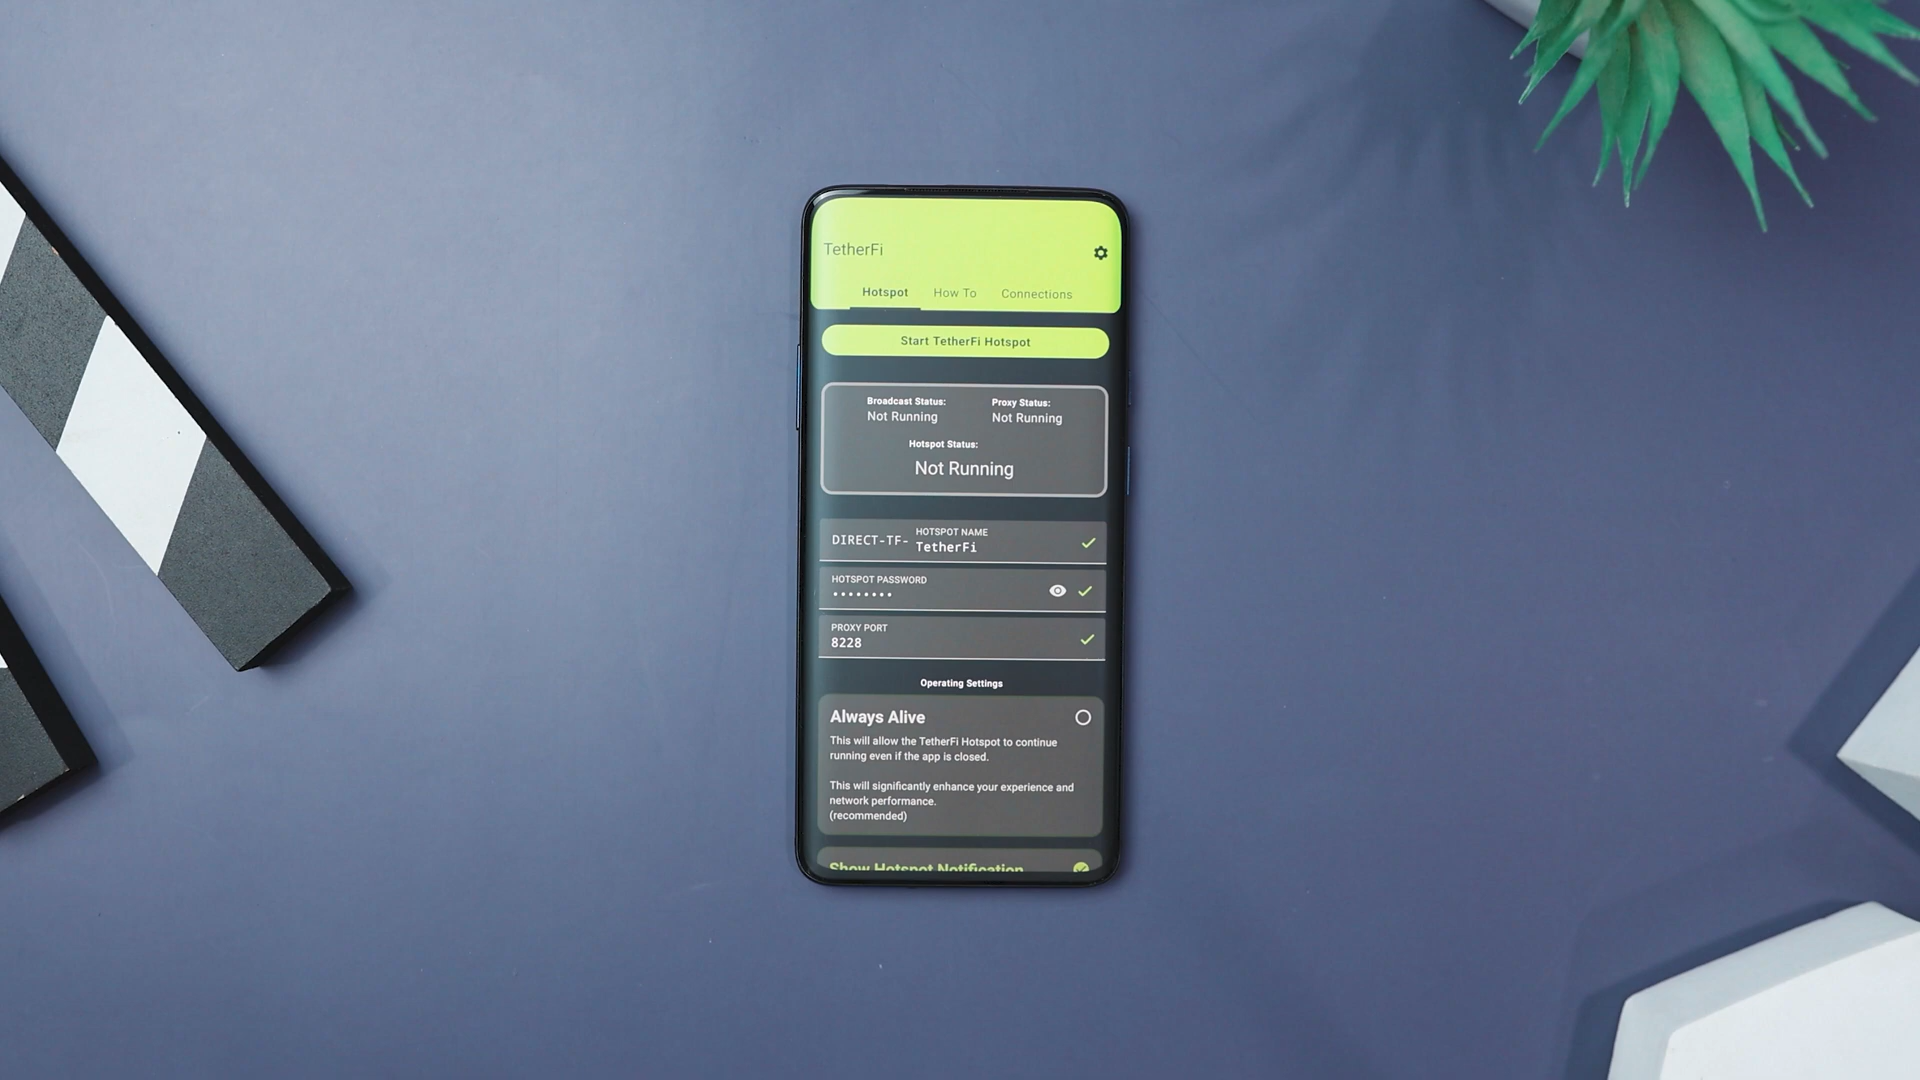 TetherFi
Hotspot How To Connections
Start TetherFi Hotspot
Broadcast Status: Proxy Status:
Not Running Not Running
Hotspot Status:
Not Running
HOTSPOT NAME
DIRECT-TF- TetherFi
HOTSPOT PASSWORD
••••••••
PROXY PORT
8228
Operating Settings
Always Alive
This will allow the TetherFi Hotspot to continue
running even if the app is closed.
This will significantly enhance your experience and
network performance.
(recommended)
Show Hotspot Notification